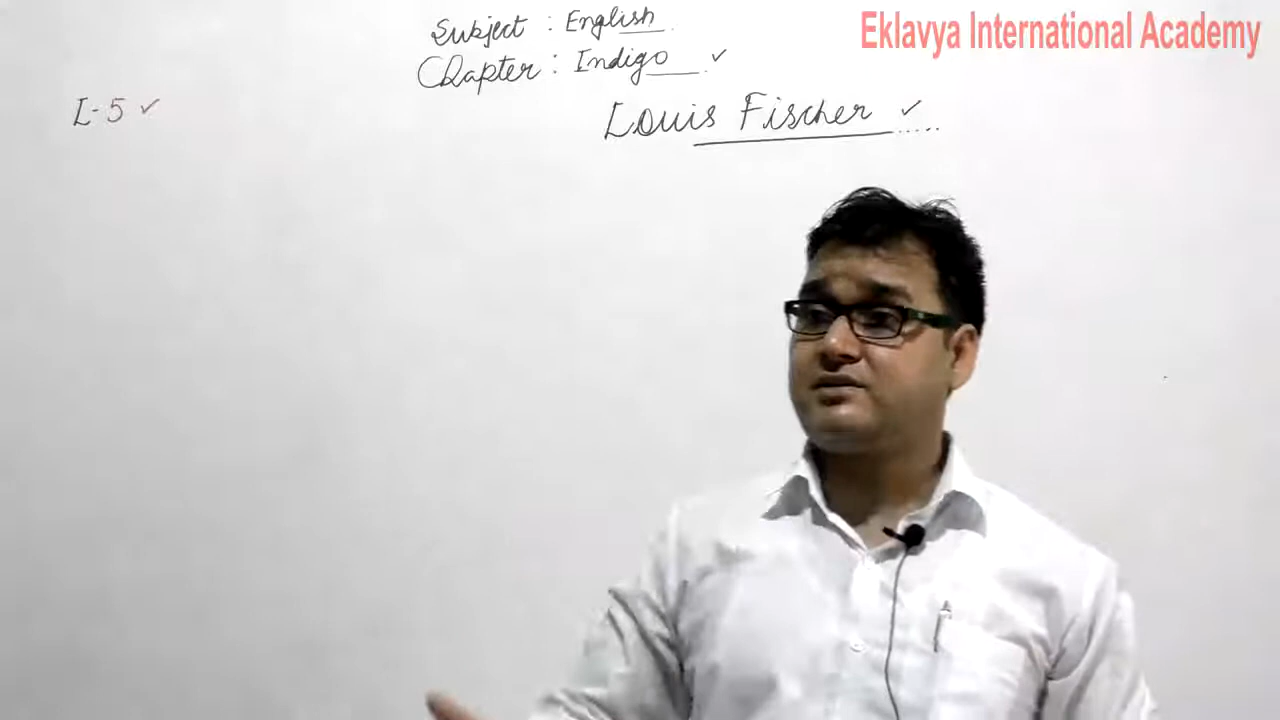 Eklavya International Academy
Subject : English
Chapter : Indigo ✓
L-5 ✓
Louis Fischer ✓ .....